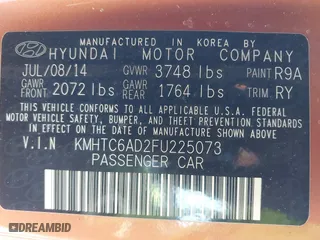 MANUFACTURED IN KOREA BY
HYUNDAI MOTOR COMPANY
JUL/08/14 GVWR 3748 lbs PAINT R9A
GAWR FRONT 2072 lbs GAWR REAR 1764 lbs TRIM RY
This vehicle conforms to all applicable Federal Motor Vehicle
Safety, Bumper, and Theft Prevention Standards in
effect on the date of manufacture shown above.
V.I.N KMHTC6AD2FU225073
PASSENGER CAR
DREAMBID